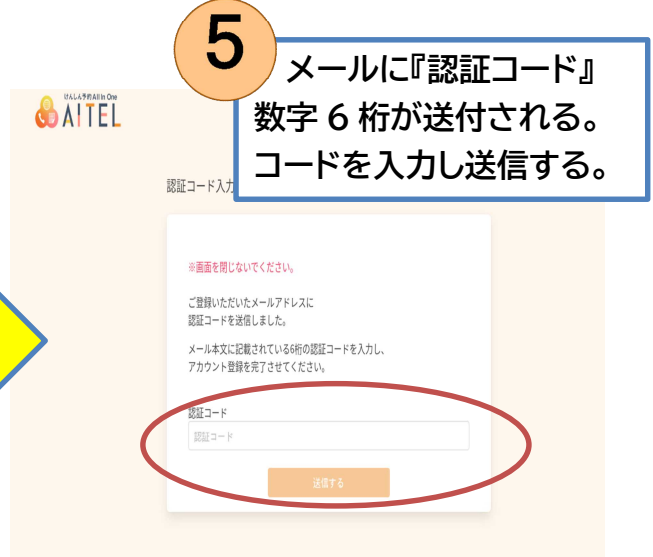 5
メールに『認証コード』
数字6桁が送付される。
コードを入力し送信する。
けんしん予約All In One
AITEL
認証コード入力
※画面を閉じないでください。
ご登録いただいたメールアドレスに
認証コードを送信しました。
メール本文に記載されている6桁の認証コードを入力し、
アカウント登録を完了させてください。
認証コード
認証コード
送信する